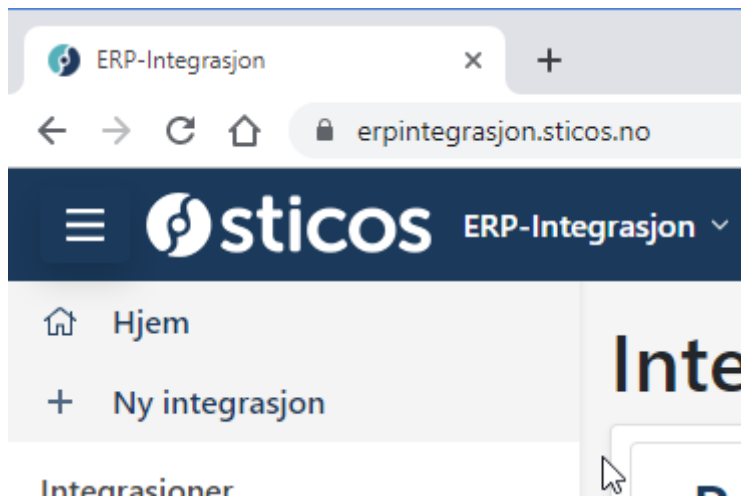 ERP-Integrasjon
erpintegrasjon.sticos.no
sticos ERP-Integrasjon
Hjem
Ny integrasjon
Integrasjoner
Inte